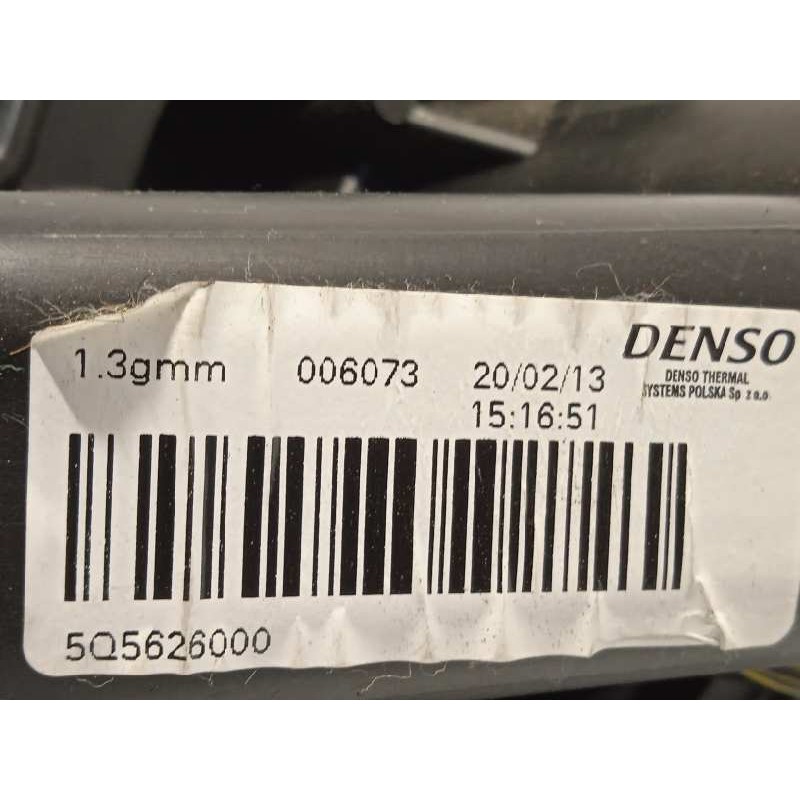 DENSO
1.3gmm 006073 20/02/13
DENSO THERMAL
SYSTEMS POLSKA Sp z o.o
15:16:51
5Q5626000